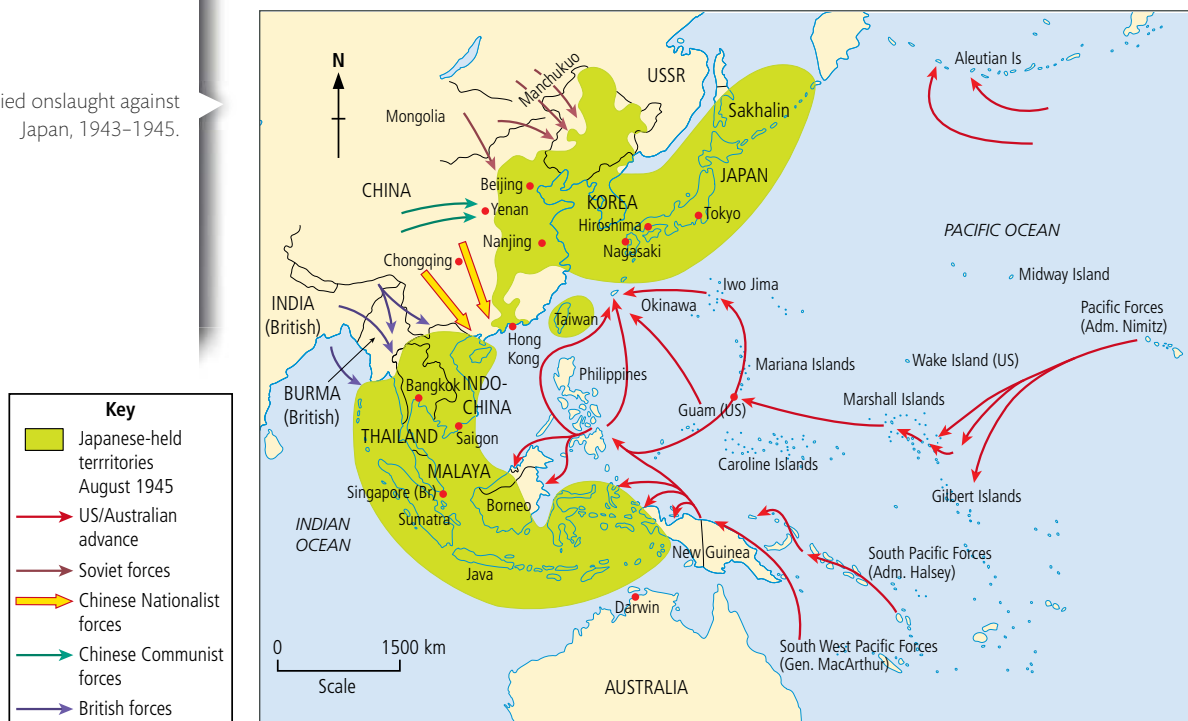 ied onslaught against
Japan, 1943–1945.
Key
Japanese-held
terrritories
August 1945
US/Australian
advance
Soviet forces
Chinese Nationalist
forces
Chinese Communist
forces
British forces
N
Mongolia
Manchukuo
USSR
Aleutian Is
Sakhalin
CHINA
Beijing
JAPAN
KOREA
Yenan
Tokyo
Hiroshima
Nanjing
Nagasaki
PACIFIC OCEAN
Chongqing
Midway Island
Iwo Jima
INDIA
(British)
Okinawa
Pacific Forces
(Adm. Nimitz)
Taiwan
Hong
Kong
Mariana Islands
Wake Island (US)
Philippines
BURMA
(British)
Bangkok
INDO-
CHINA
Guam (US)
Marshall Islands
THAILAND
Saigon
MALAYA
Caroline Islands
Singapore (Br)
Borneo
Gilbert Islands
Sumatra
INDIAN
OCEAN
New Guinea
South Pacific Forces
(Adm. Halsey)
Java
Darwin
0
1500 km
Scale
South West Pacific Forces
(Gen. MacArthur)
AUSTRALIA